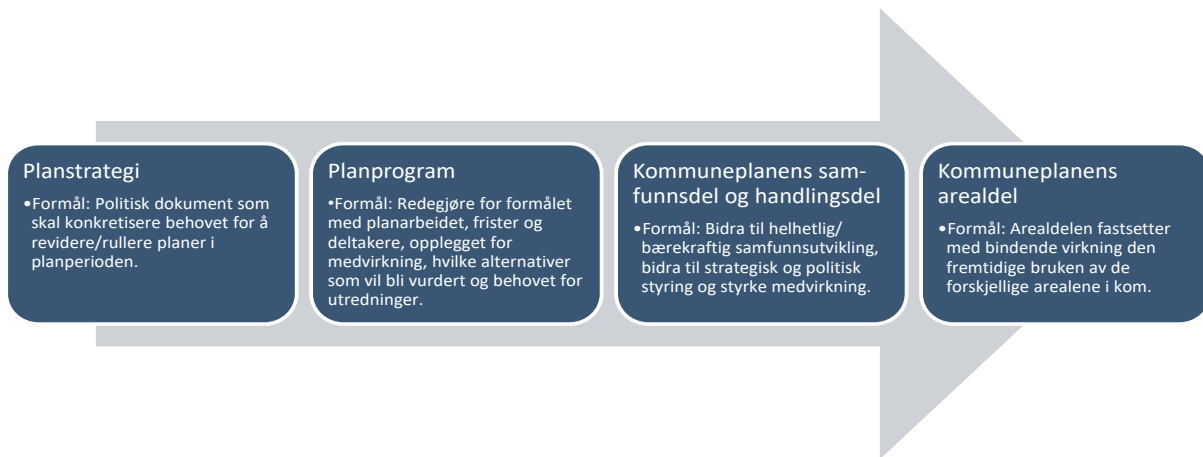 Planstrategi
•Formål: Politisk dokument som
skal konkretisere behovet for å
revidere/rullere planer i
planperioden.
Planprogram
•Formål: Redegjøre for formålet
med planarbeidet, frister og
deltakere, opplegget for
medvirkning, hvilke alternativer
som vil bli vurdert og behovet for
utredninger.
Kommuneplanens sam-
funnsdel og handlingsdel
•Formål: Bidra til helhetlig/
bærekraftig samfunnsutvikling,
bidra til strategisk og politisk
styring og styrke medvirkning.
Kommuneplanens
arealdel
•Formål: Arealdelen fastsetter
med bindende virkning den
fremtidige bruken av de
forskjellige arealene i kom.